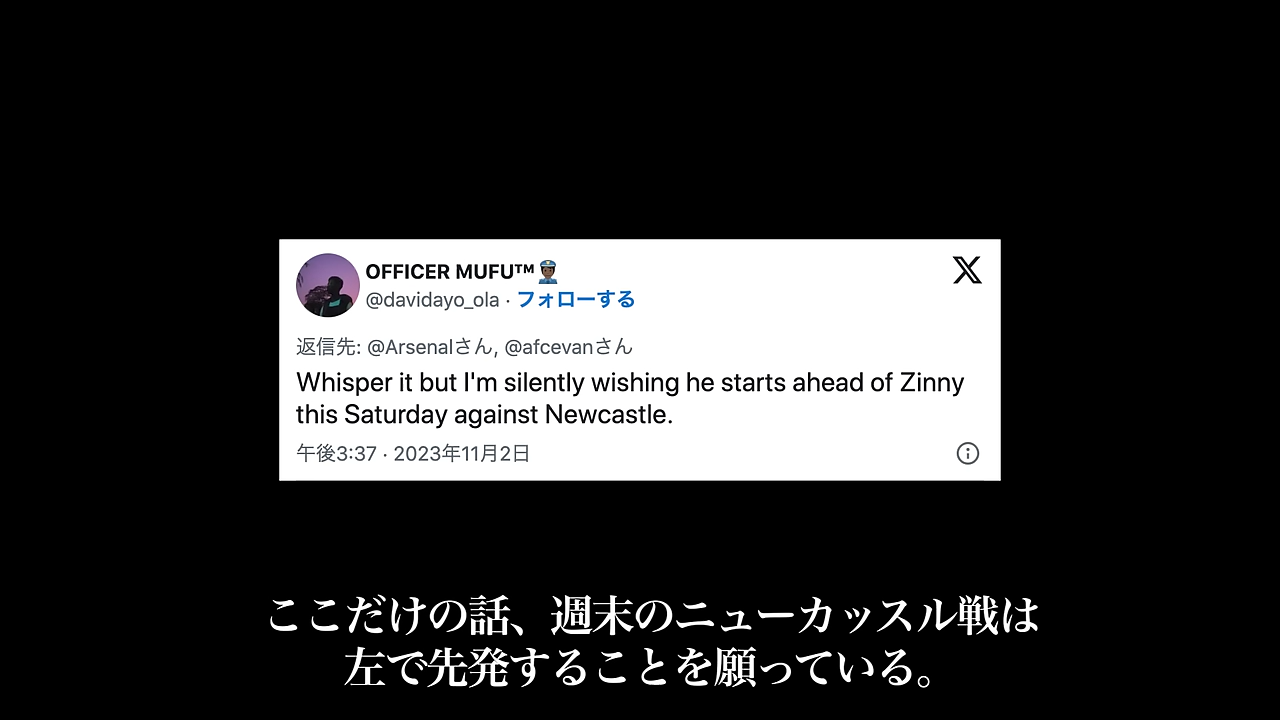 OFFICER MUFU™👮🏾‍♂️
@davidayo_ola · フォローする
返信先: @Arsenalさん, @afcevanさん
Whisper it but I'm silently wishing he starts ahead of Zinny
this Saturday against Newcastle.
午後3:37 · 2023年11月2日
ここだけの話、週末のニューカッスル戦は
左で先発することを願っている。